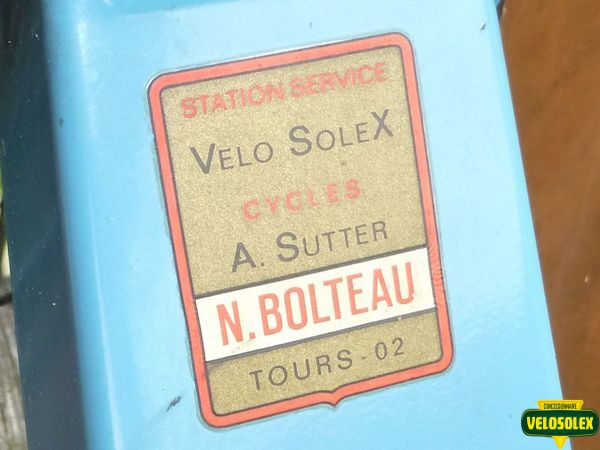 STATION SERVICE
VELO SOLEX
CYCLES
A. SUTTER
N. BOLTEAU
TOURS - 02
CONCESSIONNAIRE
VELOSOLEX